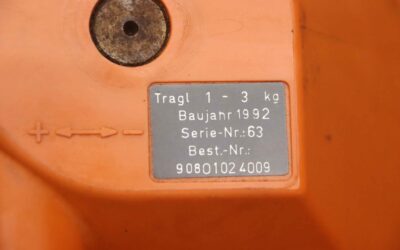 Tragl 1 - 3 kg
Baujahr 1992
+ ↔ - Serie-Nr.:63
Best.-Nr.:
90801024009